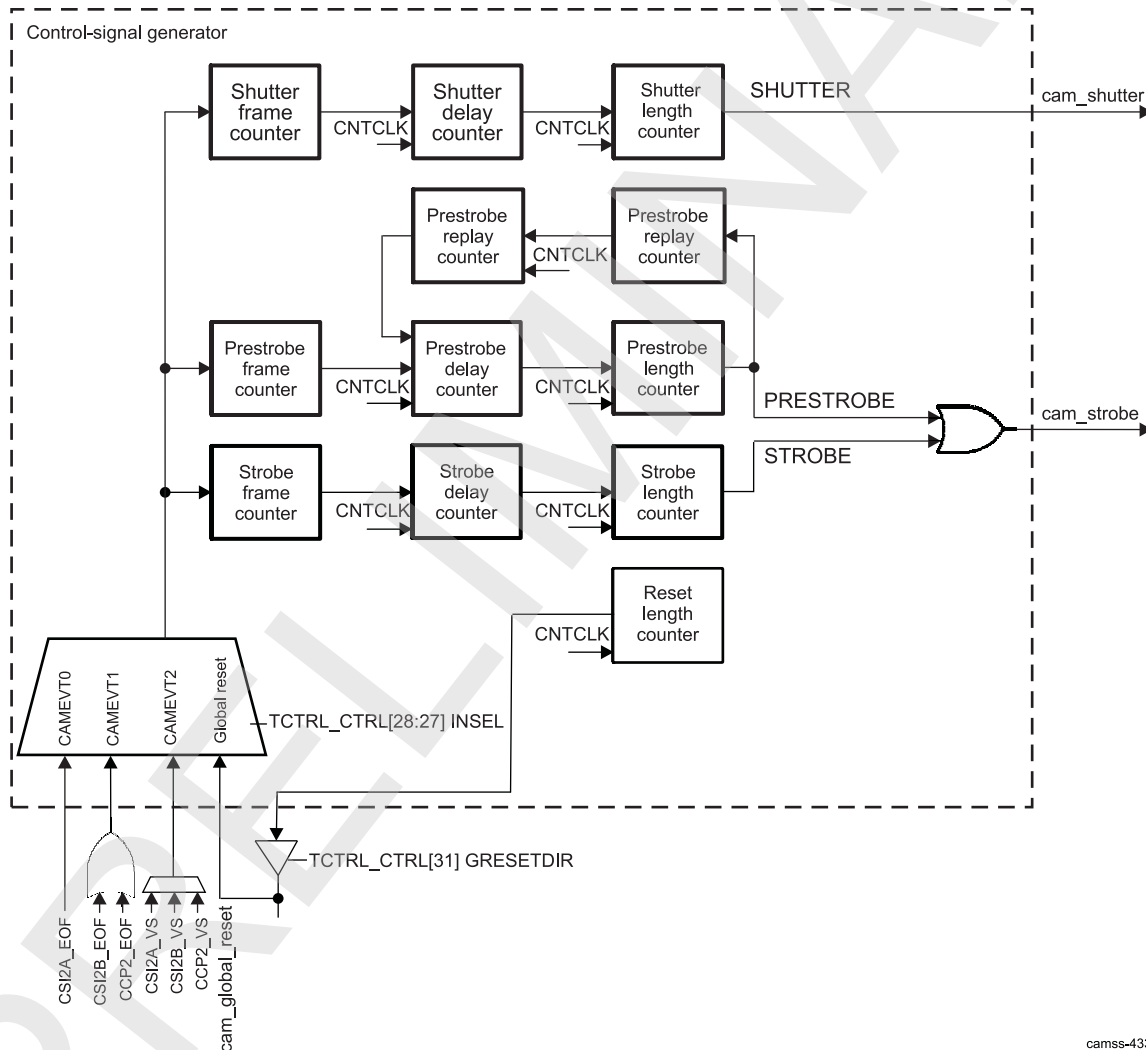 Control-signal generator
Shutter
frame
counter
CNTCLK
Shutter
delay
counter
CNTCLK
Shutter
length
counter
SHUTTER
cam_shutter
Prestrobe
replay
counter
CNTCLK
Prestrobe
replay
counter
Prestrobe
frame
counter
CNTCLK
Prestrobe
delay
counter
CNTCLK
Prestrobe
length
counter
PRESTROBE
cam_strobe
STROBE
Strobe
frame
counter
CNTCLK
Strobe
delay
counter
CNTCLK
Strobe
length
counter
CNTCLK
Reset
length
counter
CAMEVT0
CAMEVT1
CAMEVT2
Global reset
TCTRL_CTRL[28:27] INSEL
TCTRL_CTRL[31] GRESETDIR
CSI2A_EOF
CSI2B_EOF
CCP2_EOF
CSI2A_VS
CSI2B_VS
CCP2_VS
cam_global_reset
PRELIMINA